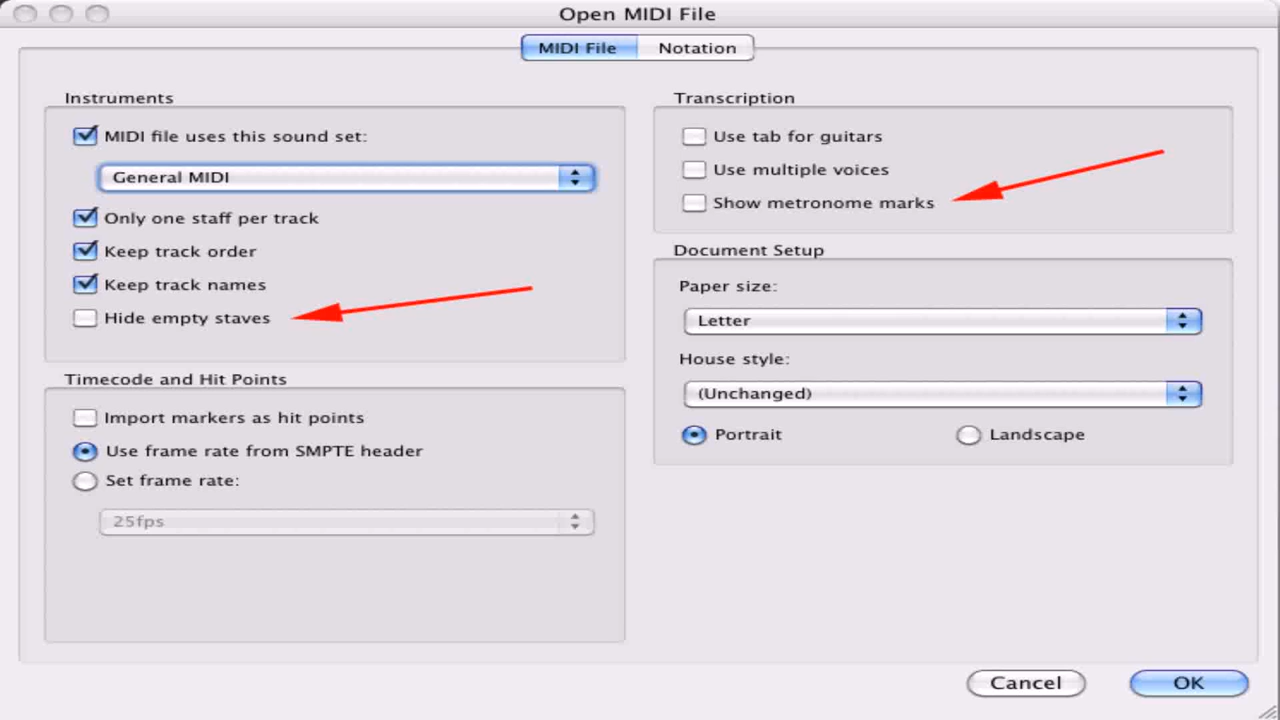 Open MIDI File
MIDI File
Notation
Instruments
MIDI file uses this sound set:
General MIDI
Only one staff per track
Keep track order
Keep track names
Hide empty staves
Timecode and Hit Points
Import markers as hit points
Use frame rate from SMPTE header
Set frame rate:
25fps
Transcription
Use tab for guitars
Use multiple voices
Show metronome marks
Document Setup
Paper size:
Letter
House style:
(Unchanged)
Portrait
Landscape
Cancel
OK